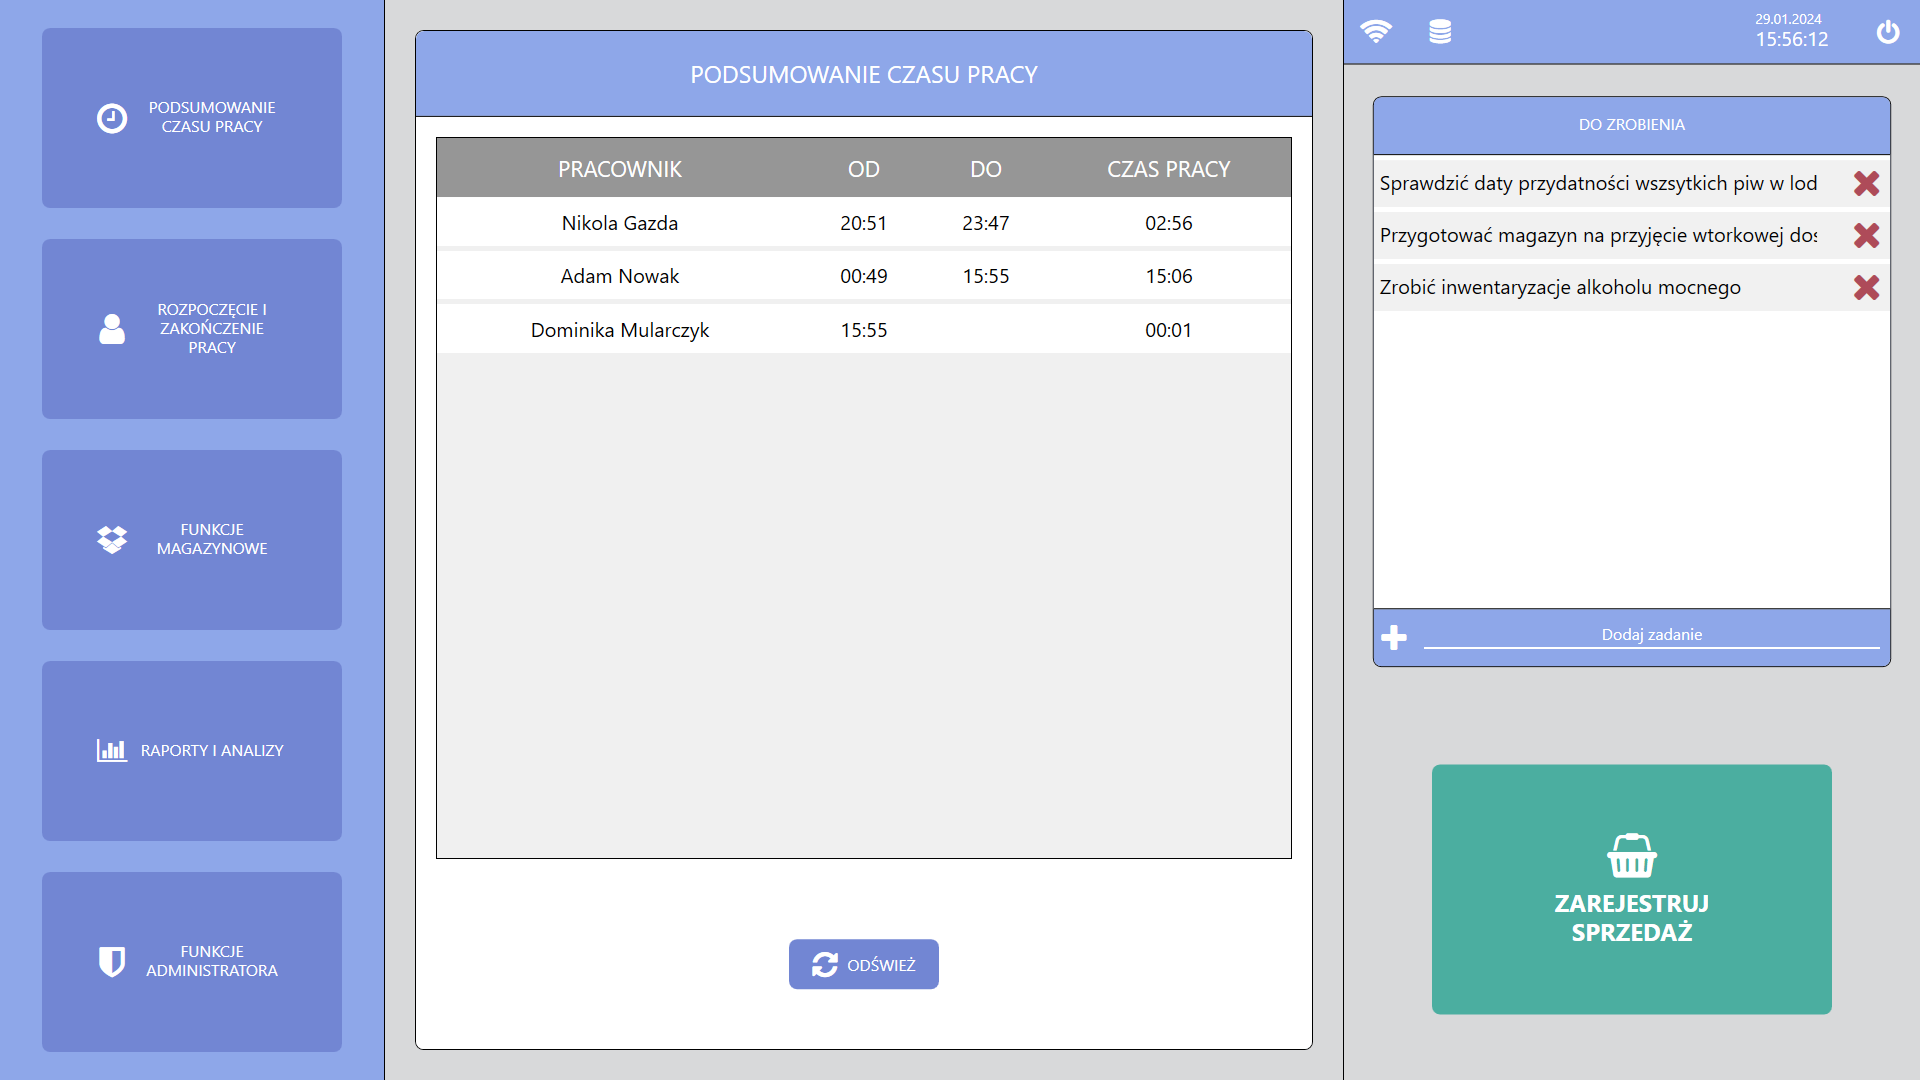 PODSUMOWANIE
CZASU PRACY
ROZPOCZĘCIE I
ZAKOŃCZENIE
PRACY
FUNKCJE
MAGAZYNOWE
RAPORTY I ANALIZY
FUNKCJE
ADMINISTRATORA
PODSUMOWANIE CZASU PRACY
PRACOWNIK OD DO CZAS PRACY
Nikola Gazda 20:51 23:47 02:56
Adam Nowak 00:49 15:55 15:06
Dominika Mularczyk 15:55 00:01
ODŚWIEŻ
29.01.2024
15:56:12
DO ZROBIENIA
Sprawdzić daty przydatności wszsytkich piw w lod
Przygotować magazyn na przyjęcie wtorkowej dos
Zrobić inwentaryzacje alkoholu mocnego
Dodaj zadanie
ZAREJESTRUJ
SPRZEDAŻ